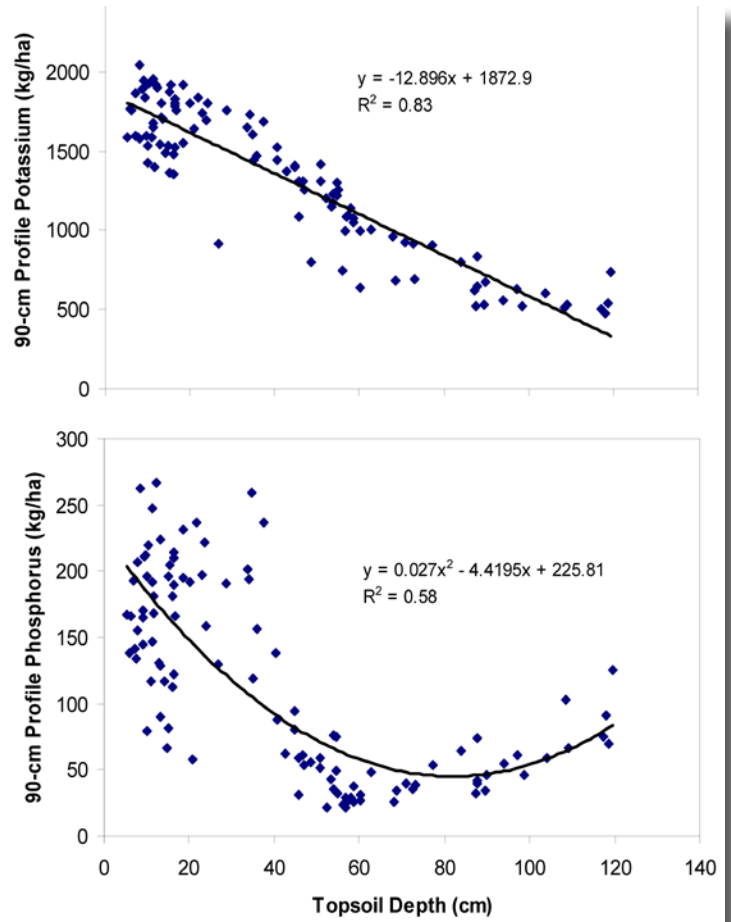 90-cm Profile Potassium (kg/ha)
2000
1500
1000
500
0
y = -12.896x + 1872.9
R² = 0.83
90-cm Profile Phosphorus (kg/ha)
300
250
200
150
100
50
0
y = 0.027x² - 4.4195x + 225.81
R² = 0.58
0 20 40 60 80 100 120 140
Topsoil Depth (cm)